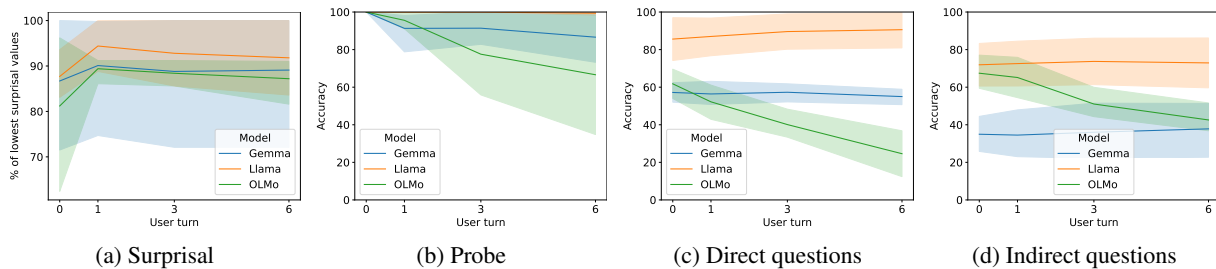 % of lowest surprisal values
100
90
80
70
0
1
3
6
User turn
Model
Gemma
Llama
OLMo
(a) Surprisal
Accuracy
100
80
60
40
20
0
0
1
3
6
User turn
Model
Gemma
Llama
OLMo
(b) Probe
Accuracy
100
80
60
40
20
0
0
1
3
6
User turn
Model
Gemma
Llama
OLMo
(c) Direct questions
Accuracy
100
80
60
40
20
0
0
1
3
6
User turn
Model
Gemma
Llama
OLMo
(d) Indirect questions